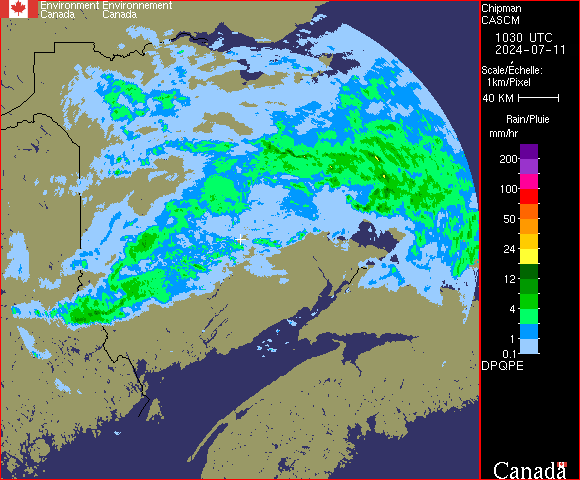 Environment Environnement
Canada Canada
Chipman
CASCM
1030 UTC
2024-07-11
Scale/Échelle:
1km/Pixel
40 KM
Rain/Pluie
mm/hr
200
100
50
24
12
4
1
0.1
DPQPE
Canada